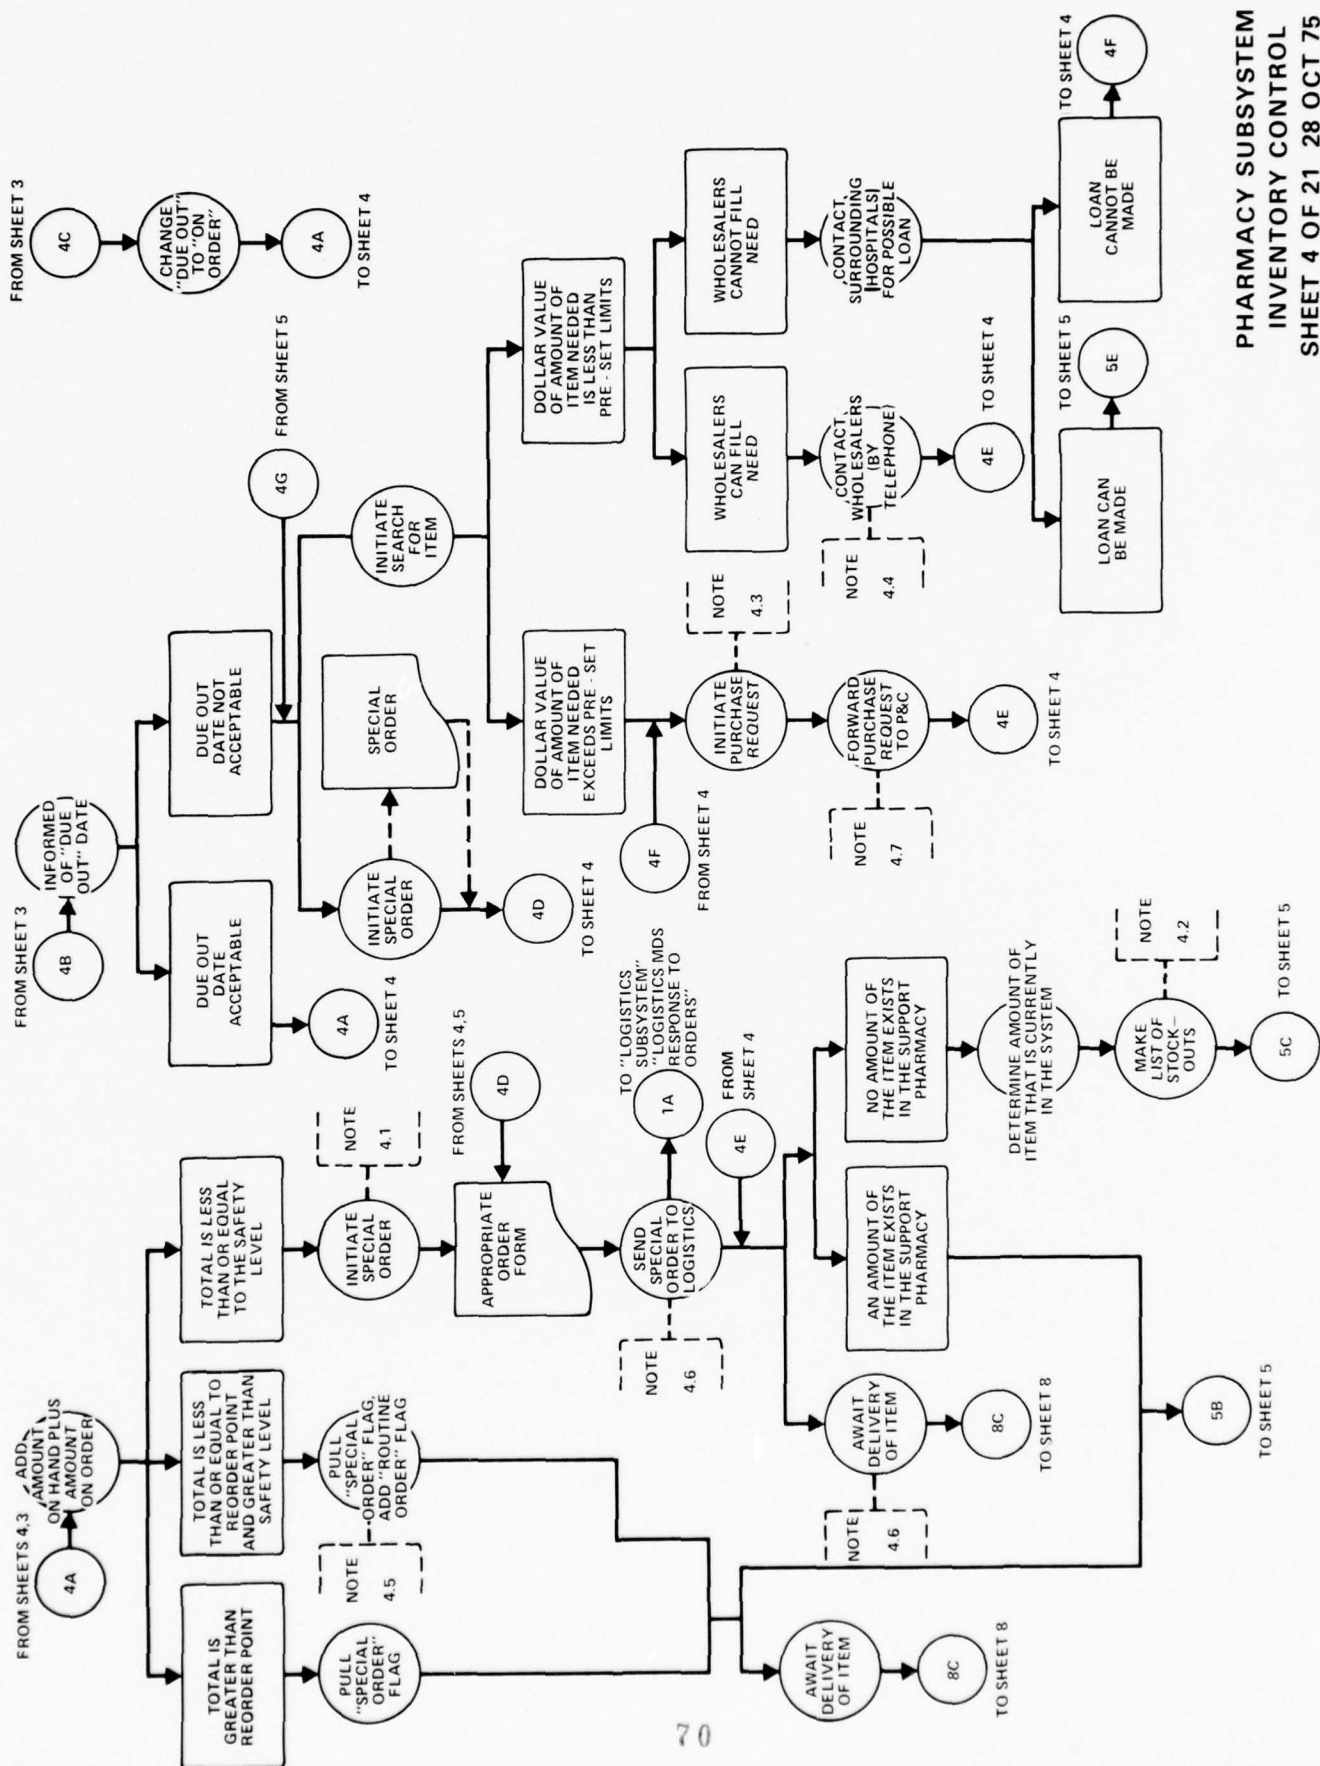 FROM SHEETS 4,3
4A
ADD
AMOUNT
ON HAND PLUS
AMOUNT
ON ORDER
TOTAL IS
GREATER THAN
REORDER POINT
PULL
"SPECIAL
ORDER"
FLAG
TOTAL IS LESS
THAN OR EQUAL TO
REORDER POINT
AND GREATER THAN
SAFETY LEVEL
PULL
"SPECIAL
ORDER" FLAG,
ADD "ROUTINE
ORDER" FLAG
NOTE
4.5
AWAIT
DELIVERY
OF ITEM
8C
TO SHEET 8
TOTAL IS LESS
THAN OR EQUAL
TO THE SAFETY
LEVEL
INITIATE
SPECIAL
ORDER
NOTE
4.1
FROM SHEETS 4,5
4D
APPROPRIATE
ORDER
FORM
SEND
SPECIAL
ORDER TO
LOGISTICS
NOTE
4.6
1A
TO "LOGISTICS
SUBSYSTEM"
"LOGISTICS MDS
RESPONSE TO
ORDERS"
4E
FROM
SHEET 4
AWAIT
DELIVERY
OF ITEM
NOTE
4.6
8C
TO SHEET 8
AN AMOUNT OF
THE ITEM EXISTS
IN THE SUPPORT
PHARMACY
5B
TO SHEET 5
NO AMOUNT OF
THE ITEM EXISTS
IN THE SUPPORT
PHARMACY
DETERMINE AMOUNT OF
ITEM THAT IS CURRENTLY
IN THE SYSTEM
MAKE
LIST OF
STOCK-
OUTS
NOTE
4.2
5C
TO SHEET 5
FROM SHEET 3
4B
INFORMED
OF "DUE
OUT" DATE
DUE OUT
DATE
ACCEPTABLE
4A
TO SHEET 4
DUE OUT
DATE NOT
ACCEPTABLE
4G
FROM SHEET 5
INITIATE
SPECIAL
ORDER
SPECIAL
ORDER
4D
TO SHEET 4
INITIATE
SEARCH
FOR
ITEM
DOLLAR VALUE
OF AMOUNT OF
ITEM NEEDED
EXCEEDS PRE - SET
LIMITS
4F
FROM SHEET 4
INITIATE
PURCHASE
REQUEST
NOTE
4.3
FORWARD
PURCHASE
REQUEST
TO P&C
NOTE
4.7
4E
TO SHEET 4
DOLLAR VALUE
OF AMOUNT OF
ITEM NEEDED
IS LESS THAN
PRE - SET LIMITS
WHOLESALERS
CAN FILL
NEED
CONTACT
WHOLESALERS
(BY
TELEPHONE)
NOTE
4.4
4E
TO SHEET 4
WHOLESALERS
CANNOT FILL
NEED
CONTACT
SURROUNDING
HOSPITALS
FOR POSSIBLE
LOAN
LOAN CAN
BE MADE
5E
TO SHEET 5
LOAN
CANNOT BE
MADE
4F
TO SHEET 4
FROM SHEET 3
4C
CHANGE
"DUE OUT"
TO "ON
ORDER"
4A
TO SHEET 4
PHARMACY SUBSYSTEM
INVENTORY CONTROL
SHEET 4 OF 21 28 OCT 75
70